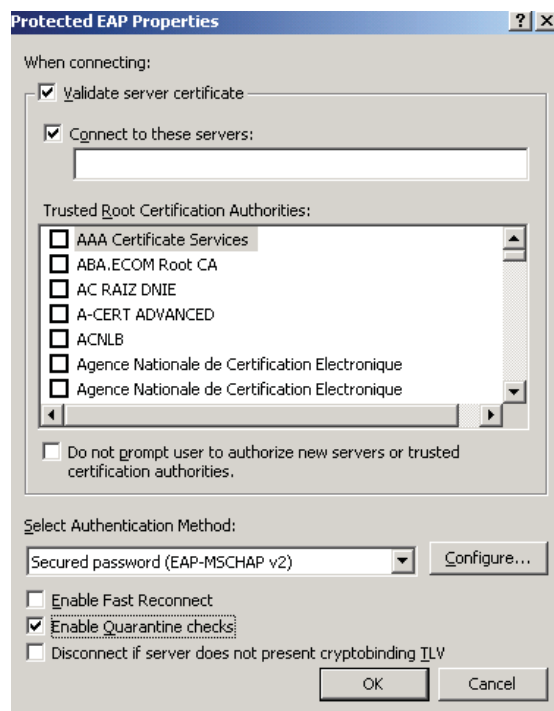 Protected EAP Properties
When connecting:
Validate server certificate
Connect to these servers:
Trusted Root Certification Authorities:
AAA Certificate Services
ABA.ECOM Root CA
AC RAIZ DNIE
A-CERT ADVANCED
ACNLB
Agence Nationale de Certification Electronique
Agence Nationale de Certification Electronique
Do not prompt user to authorize new servers or trusted
certification authorities.
Select Authentication Method:
Secured password (EAP-MSCHAP v2) Configure...
Enable Fast Reconnect
Enable Quarantine checks
Disconnect if server does not present cryptobinding TLV
OK Cancel